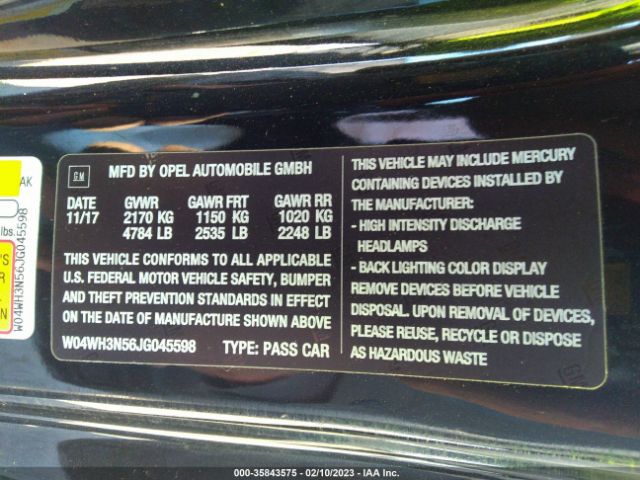 AK
lbs.
'S
R
ER
N
W04WH3N56JG045598
GM
MFD BY OPEL AUTOMOBILE GMBH
DATE GVWR GAWR FRT GAWR RR
11/17 2170 KG 1150 KG 1020 KG
4784 LB 2535 LB 2248 LB
THIS VEHICLE CONFORMS TO ALL APPLICABLE
U.S. FEDERAL MOTOR VEHICLE SAFETY, BUMPER
AND THEFT PREVENTION STANDARDS IN EFFECT
ON THE DATE OF MANUFACTURE SHOWN ABOVE
W04WH3N56JG045598 TYPE: PASS CAR
THIS VEHICLE MAY INCLUDE MERCURY
CONTAINING DEVICES INSTALLED BY
THE MANUFACTURER:
- HIGH INTENSITY DISCHARGE
HEADLAMPS
- BACK LIGHTING COLOR DISPLAY
REMOVE DEVICES BEFORE VEHICLE
DISPOSAL. UPON REMOVAL OF DEVICES,
PLEASE REUSE, RECYCLE OR DISPOSE
AS HAZARDOUS WASTE
000-35843575 - 02/10/2023 - IAA Inc.